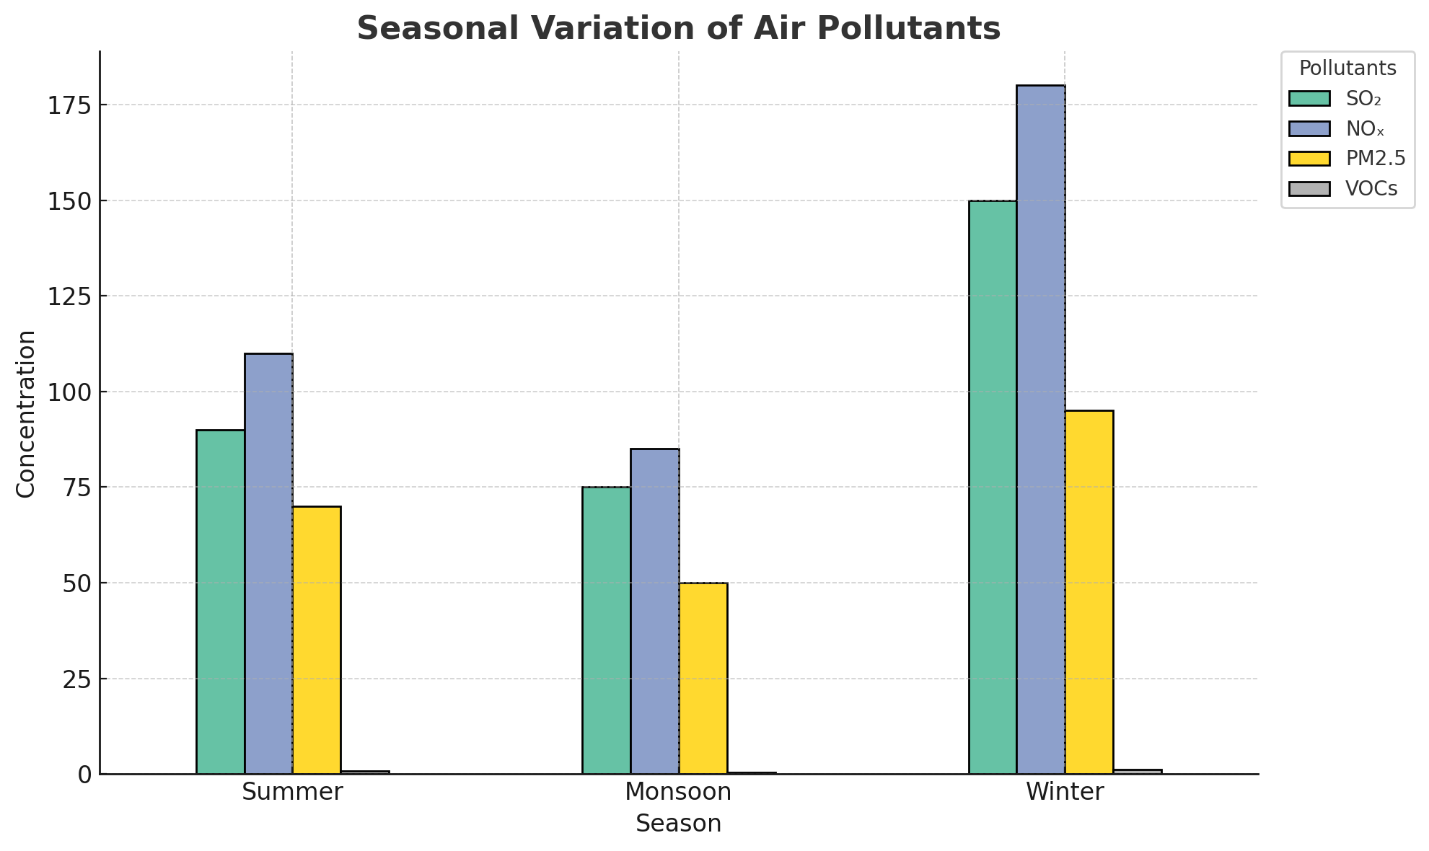 Seasonal Variation of Air Pollutants
Pollutants
SO₂
NOₓ
PM2.5
VOCs
Concentration
175
150
125
100
75
50
25
0
Summer Monsoon Winter
Season